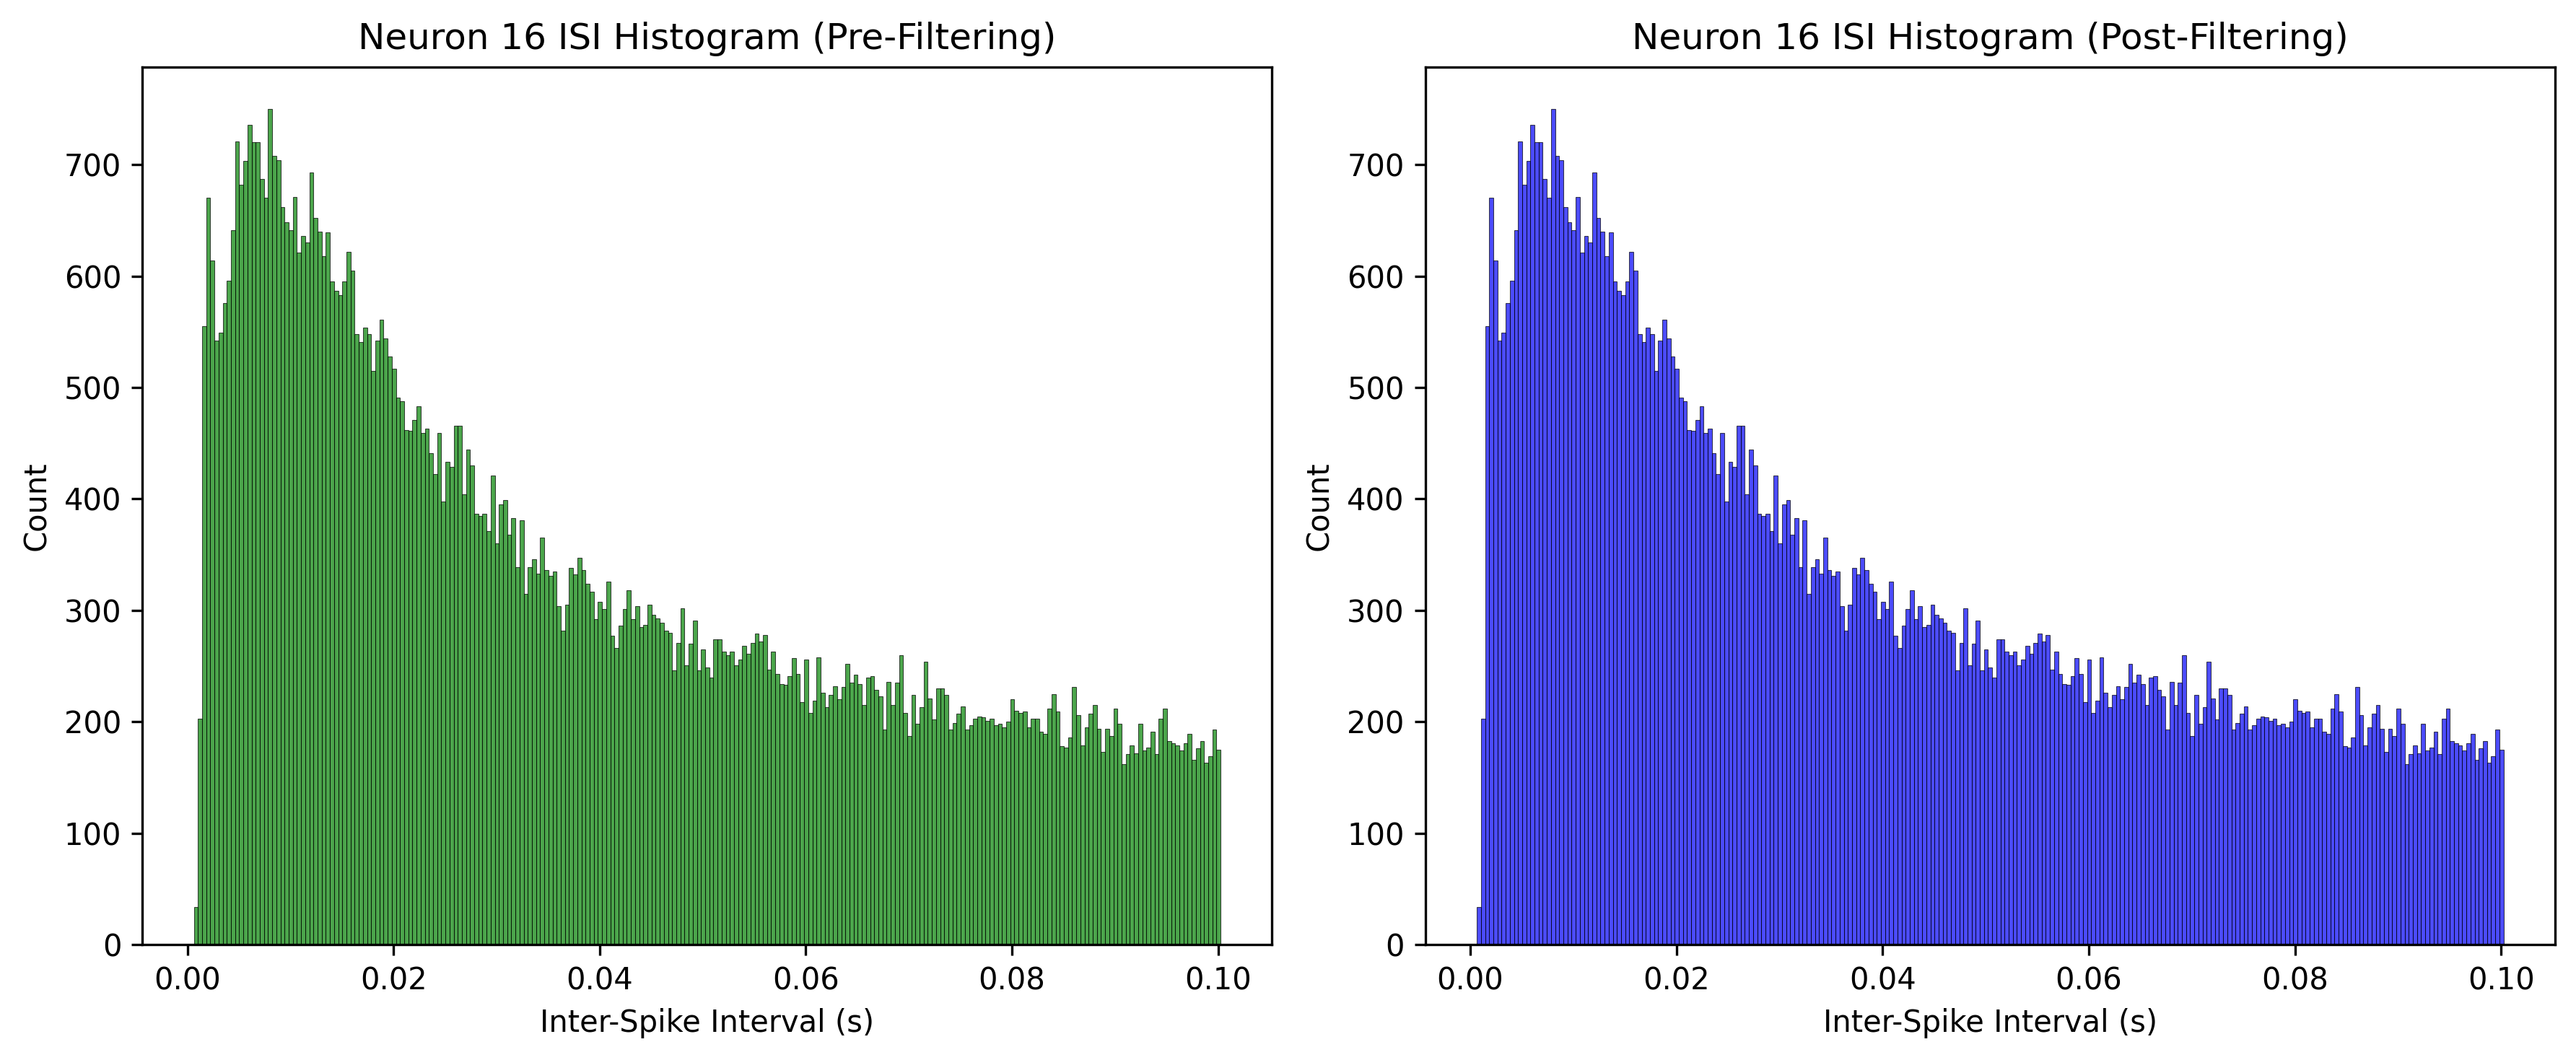 Neuron 16 ISI Histogram (Pre-Filtering)
Count
700
600
500
400
300
200
100
0
0.00 0.02 0.04 0.06 0.08 0.10
Inter-Spike Interval (s)
Neuron 16 ISI Histogram (Post-Filtering)
Count
700
600
500
400
300
200
100
0
0.00 0.02 0.04 0.06 0.08 0.10
Inter-Spike Interval (s)